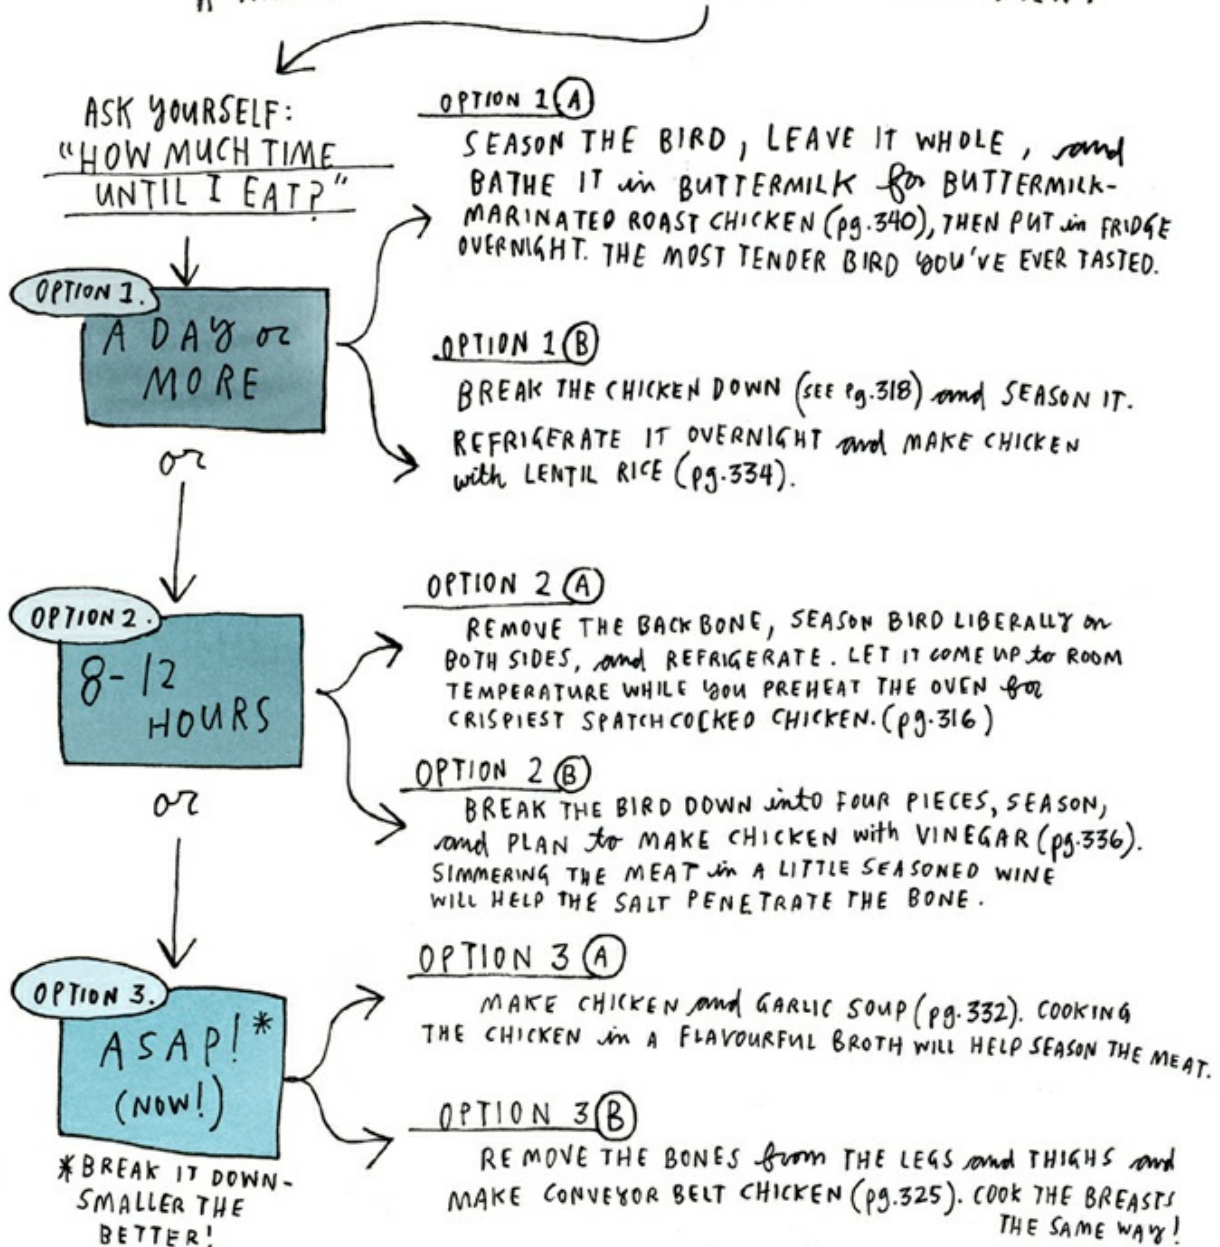 ASK YOURSELF:
"HOW MUCH TIME
UNTIL I EAT?"
OPTION 1.
A DAY or
MORE
OPTION 1 A
SEASON THE BIRD, LEAVE IT WHOLE, and
BATHE IT in BUTTERMILK for BUTTERMILK-
MARINATED ROAST CHICKEN (pg.340), THEN PUT in FRIDGE
OVERNIGHT. THE MOST TENDER BIRD YOU'VE EVER TASTED.
OPTION 1 B
BREAK THE CHICKEN DOWN (SEE pg.318) and SEASON IT.
REFRIGERATE IT OVERNIGHT and MAKE CHICKEN
with LENTIL RICE (pg.334).
or
OPTION 2.
8-12
HOURS
OPTION 2 A
REMOVE THE BACKBONE, SEASON BIRD LIBERALLY on
BOTH SIDES, and REFRIGERATE. LET IT COME UP to ROOM
TEMPERATURE WHILE YOU PREHEAT THE OVEN for
CRISPIEST SPATCHCOCKED CHICKEN. (pg.316)
OPTION 2 B
BREAK THE BIRD DOWN into FOUR PIECES, SEASON,
and PLAN to MAKE CHICKEN with VINEGAR (pg.336).
SIMMERING THE MEAT in A LITTLE SEASONED WINE
WILL HELP THE SALT PENETRATE THE BONE.
or
OPTION 3.
ASAP!*
(NOW!)
*BREAK IT DOWN-
SMALLER THE
BETTER!
OPTION 3 A
MAKE CHICKEN and GARLIC SOUP (pg.332). COOKING
THE CHICKEN in A FLAVOURFUL BROTH WILL HELP SEASON THE MEAT.
OPTION 3 B
REMOVE THE BONES from THE LEGS and THIGHS and
MAKE CONVEYOR BELT CHICKEN (pg.325). COOK THE BREASTS
THE SAME WAY!